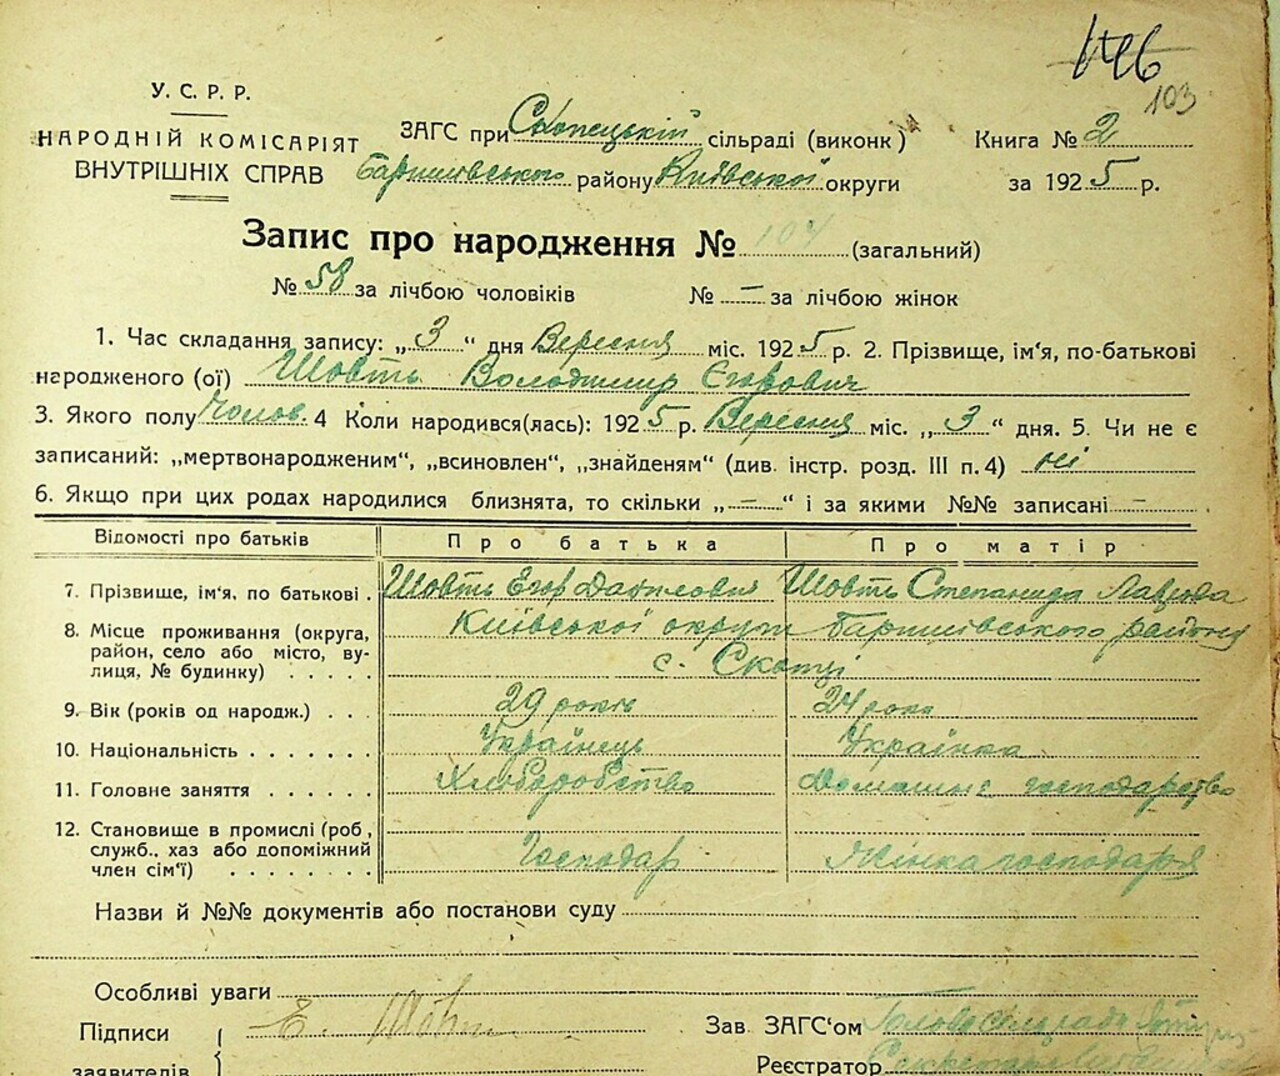 146
103
У. С. Р. Р.
НАРОДНІЙ КОМІСАРІЯТ
ВНУТРІШНІХ СПРАВ
ЗАГС при Скопецькій сільраді (виконк) Книга № 2
Баришівського району Київської округи за 1925 р.
Запис про народження № 104 (загальний)
№ 58 за лічбою чоловіків № — за лічбою жінок
1. Час складання запису: „3“ дня Вересня міс. 1925 р. 2. Прізвище, ім'я, по-батькові
народженого (ої) Шовть Володимир Єгорович
3. Якого полу Чолов. 4 Коли народився(лась): 1925 р. Вересня міс. „3“ дня. 5. Чи не є
записаний: „мертвонародженим“, „всиновлен“, „знайденям“ (див. інстр. розд. III п. 4) ні
6. Якщо при цих родах народилися близнята, то скільки „—“ і за якими №№ записані —
Відомості про батьків Про батька Про матір
7. Прізвище, ім'я, по батькові . Шовть Егор Данилович Шовть Степанида Лаврова
8. Місце проживання (округа, район, село або місто, вулиця, № будинку) . . . . . Київської округи Баришівського району
с. Скопці
9. Вік (років од народж.) . . . 29 років 24 роки
10. Національність . . . . . . . Українець Українка
11. Головне заняття . . . . . . Хліборобство Домашнє господарство
12. Становище в промислі (роб., служб., хаз або допоміжний член сім'ї) . . . . . . . . Господар Жінка господаря
Назви й №№ документів або постанови суду
Особливі уваги
Підписи Е. Шовть Зав. ЗАГС'ом Голова сільради
заявителів Реєстратор Секретарь